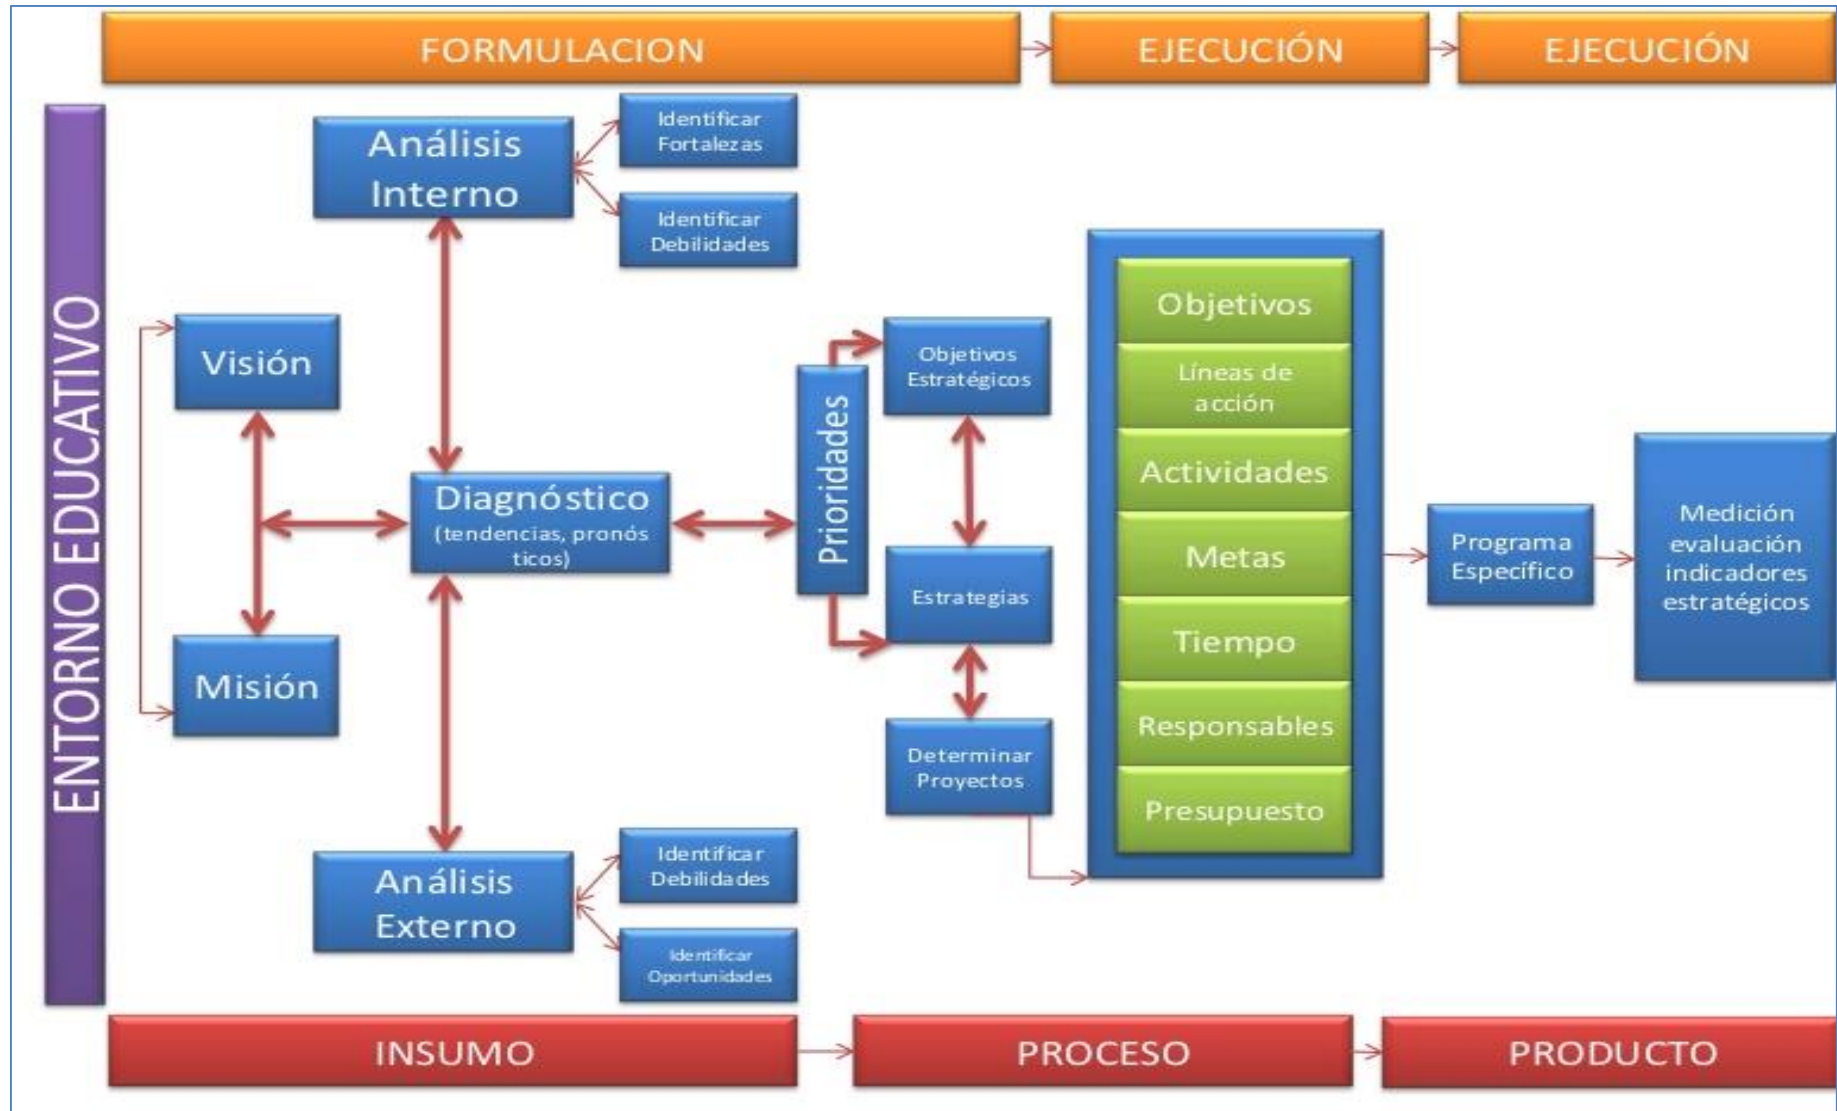 FORMULACION
EJECUCIÓN
EJECUCIÓN
ENTORNO EDUCATIVO
Análisis
Interno
Identificar
Fortalezas
Identificar
Debilidades
Visión
Misión
Diagnóstico
(tendencias, pronós
ticos)
Análisis
Externo
Identificar
Debilidades
Identificar
Oportunidades
Prioridades
Objetivos
Estratégicos
Estrategias
Determinar
Proyectos
Objetivos
Líneas de
acción
Actividades
Metas
Tiempo
Responsables
Presupuesto
Programa
Específico
Medición
evaluación
indicadores
estratégicos
INSUMO
PROCESO
PRODUCTO